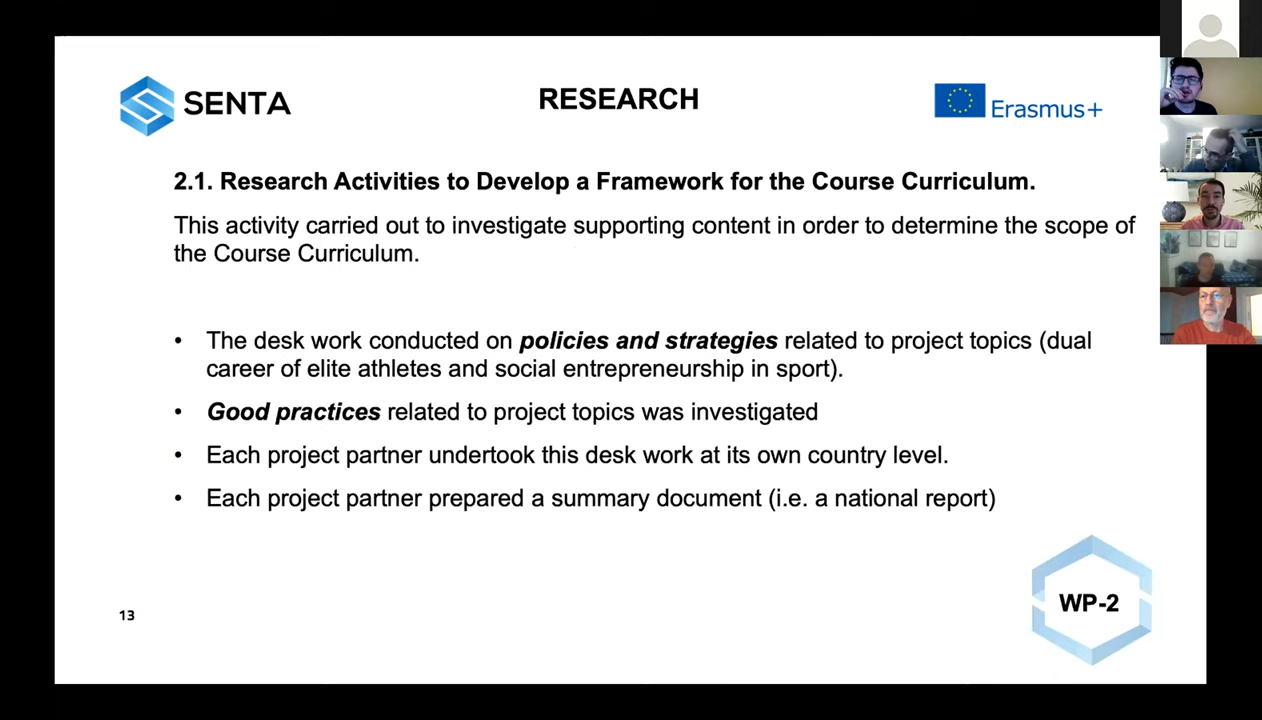 SENTA
RESEARCH
Erasmus+
2.1. Research Activities to Develop a Framework for the Course Curriculum.
This activity carried out to investigate supporting content in order to determine the scope of
the Course Curriculum.
• The desk work conducted on policies and strategies related to project topics (dual
career of elite athletes and social entrepreneurship in sport).
• Good practices related to project topics was investigated
• Each project partner undertook this desk work at its own country level.
• Each project partner prepared a summary document (i.e. a national report)
WP-2
13